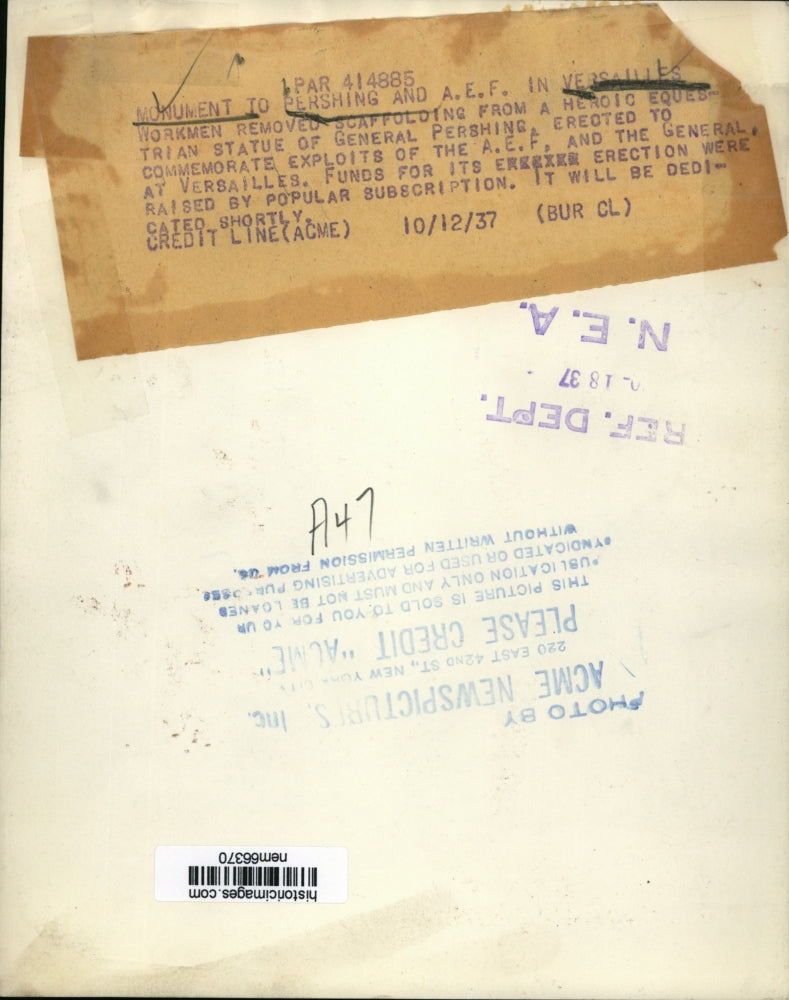 PAR 414885
MONUMENT TO PERSHING AND A.E.F. IN VERSAILLES
WORKMEN REMOVED SCAFFOLDING FROM A HEROIC EQUES-
TRIAN STATUE OF GENERAL PERSHING, ERECTED TO
COMMEMORATE EXPLOITS OF THE A.E.F. AND THE GENERAL,
AT VERSAILLES. FUNDS FOR ITS ERECTION WERE
RAISED BY POPULAR SUBSCRIPTION. IT WILL BE DEDI-
CATED SHORTLY.
CREDIT LINE(ACME) 10/12/37 (BUR CL)
REF. DEPT.
18 37
N.E.A.
A47
PHOTO BY
ACME NEWSPICTURES, Inc.
220 EAST 42ND ST., NEW YORK CITY
PLEASE CREDIT "ACME"
THIS PICTURE IS SOLD TO YOU FOR YOUR
PUBLICATION ONLY AND MUST NOT BE LOANED
SYNDICATED OR USED FOR ADVERTISING PURPOSES
WITHOUT WRITTEN PERMISSION FROM US.
historicimages.com
nem66370